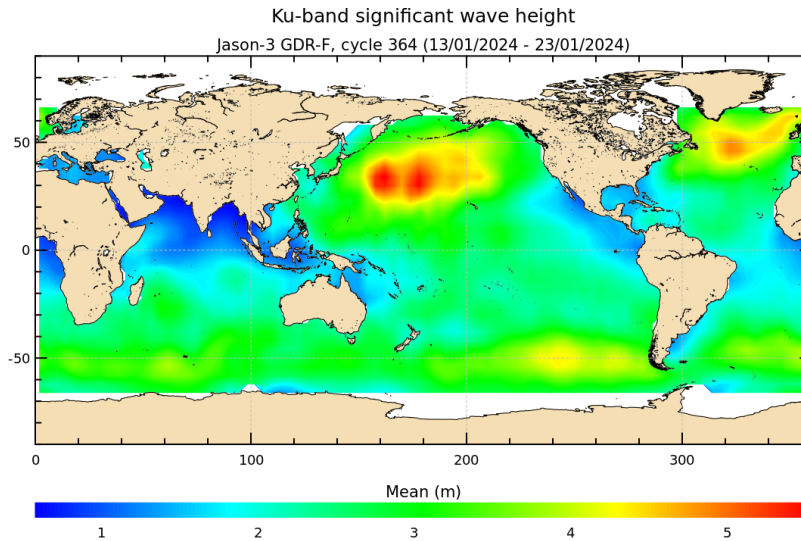 Ku-band significant wave height
Jason-3 GDR-F, cycle 364 (13/01/2024 - 23/01/2024)
50
0
-50
0 100 200 300
Mean (m)
1 2 3 4 5